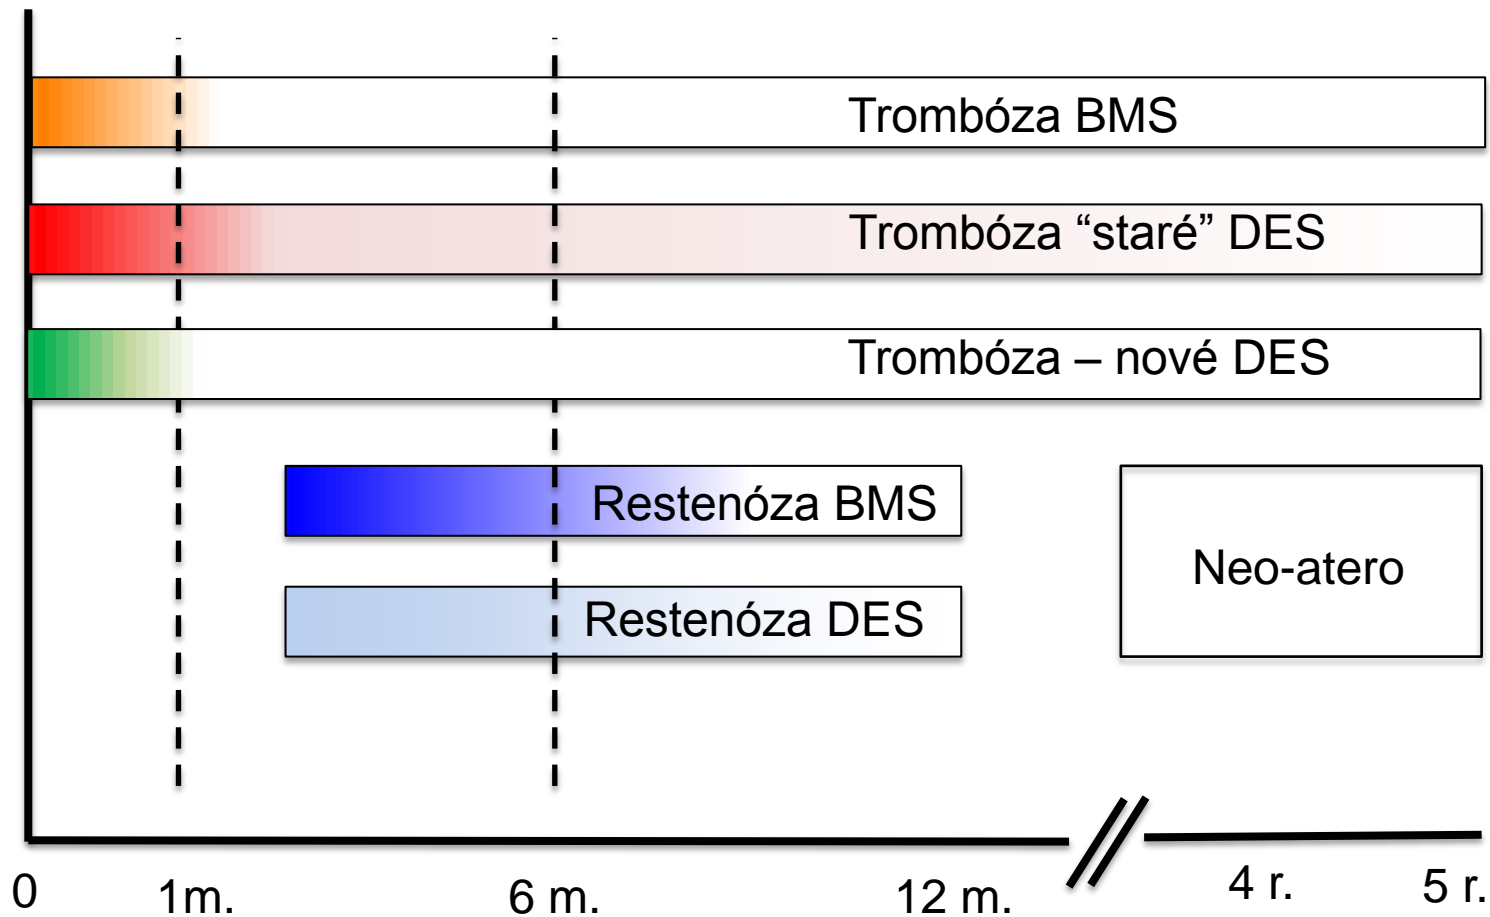 Trombóza BMS
Trombóza “staré” DES
Trombóza – nové DES
Restenóza BMS
Neo-atero
Restenóza DES
0 1m. 6 m. 12 m. 4 r. 5 r.